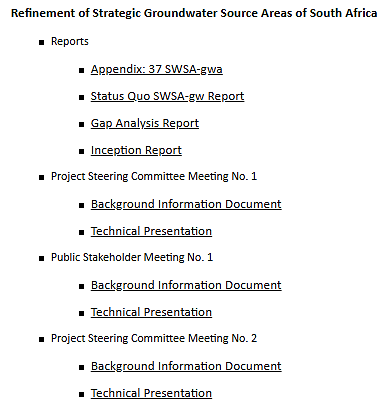 Refinement of Strategic Groundwater Source Areas of South Africa
Reports
Appendix: 37 SWSA-gwa
Status Quo SWSA-gw Report
Gap Analysis Report
Inception Report
Project Steering Committee Meeting No. 1
Background Information Document
Technical Presentation
Public Stakeholder Meeting No. 1
Background Information Document
Technical Presentation
Project Steering Committee Meeting No. 2
Background Information Document
Technical Presentation